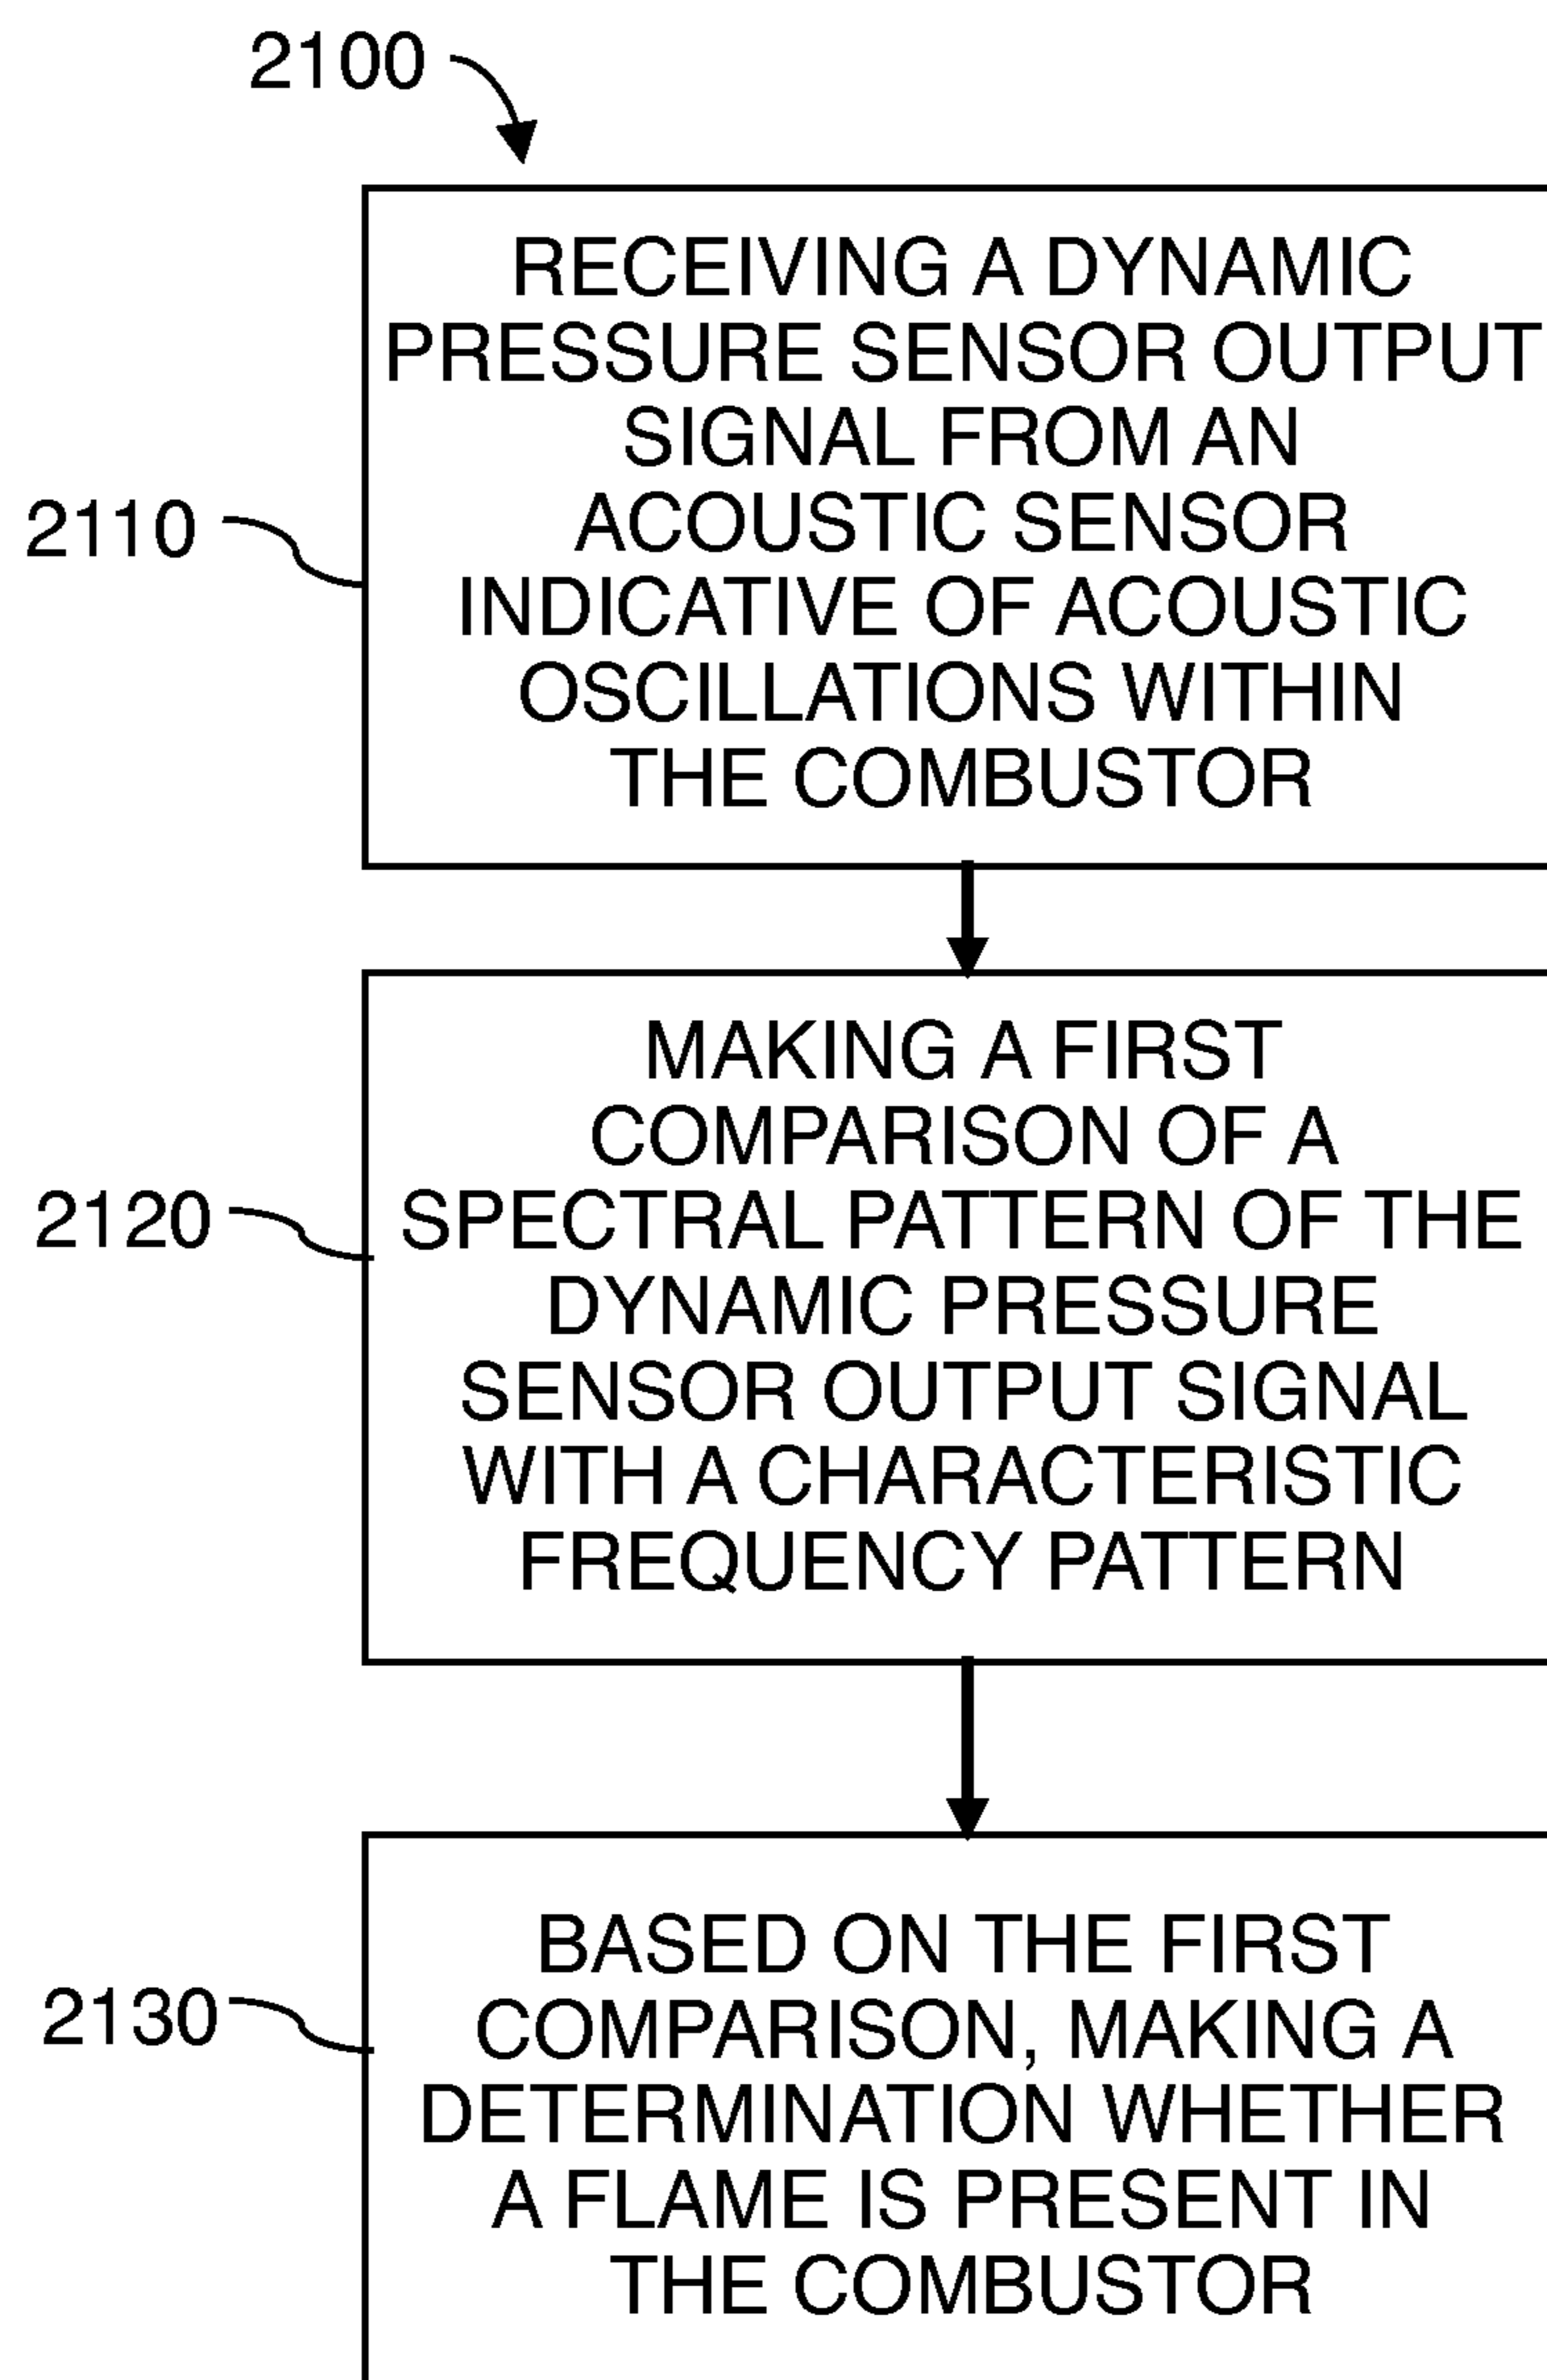 2100
RECEIVING A DYNAMIC
PRESSURE SENSOR OUTPUT
SIGNAL FROM AN
ACOUSTIC SENSOR
INDICATIVE OF ACOUSTIC
OSCILLATIONS WITHIN
THE COMBUSTOR
2110
MAKING A FIRST
COMPARISON OF A
SPECTRAL PATTERN OF THE
DYNAMIC PRESSURE
SENSOR OUTPUT SIGNAL
WITH A CHARACTERISTIC
FREQUENCY PATTERN
2120
BASED ON THE FIRST
COMPARISON, MAKING A
DETERMINATION WHETHER
A FLAME IS PRESENT IN
THE COMBUSTOR
2130